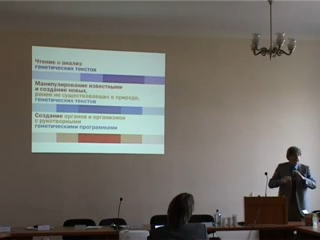 Чтение и анализ
генетических текстов
Манипулирование известными
и создание новых,
ранее не существовавших в природе,
генетических текстов
Создание органов и организмов
с рукотворными
генетическими программами